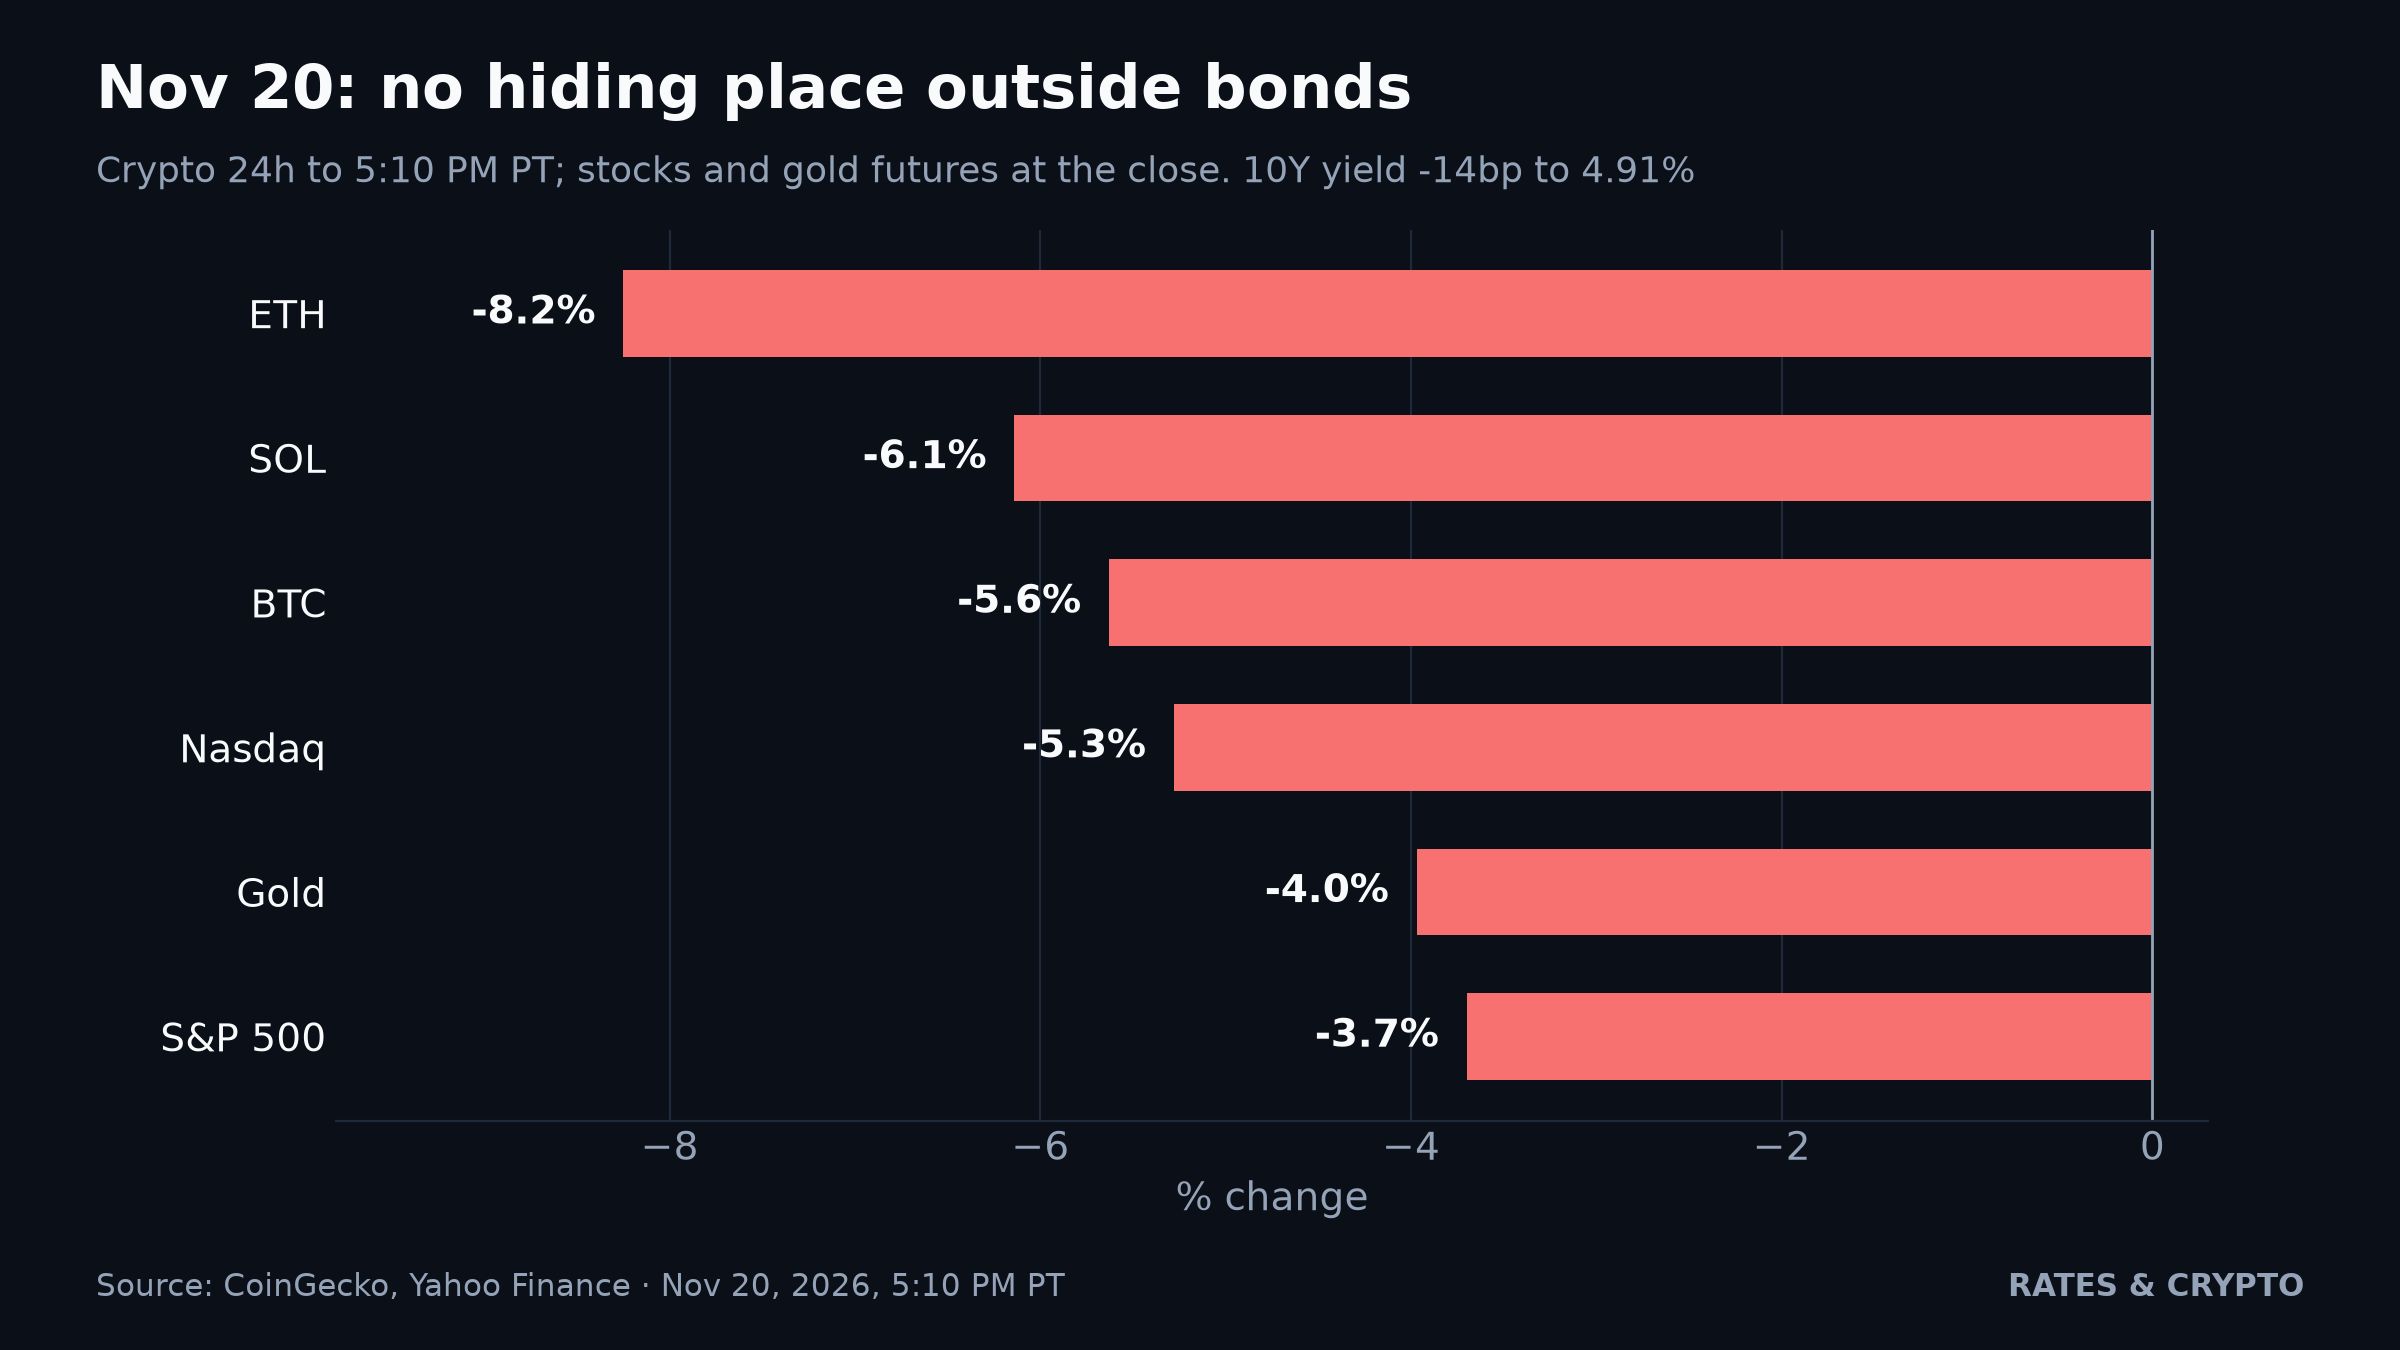 Nov 20: no hiding place outside bonds
Crypto 24h to 5:10 PM PT; stocks and gold futures at the close. 10Y yield -14bp to 4.91%
ETH -8.2%
SOL -6.1%
BTC -5.6%
Nasdaq -5.3%
Gold -4.0%
S&P 500 -3.7%
−8 −6 −4 −2 0
% change
Source: CoinGecko, Yahoo Finance · Nov 20, 2026, 5:10 PM PT
RATES & CRYPTO